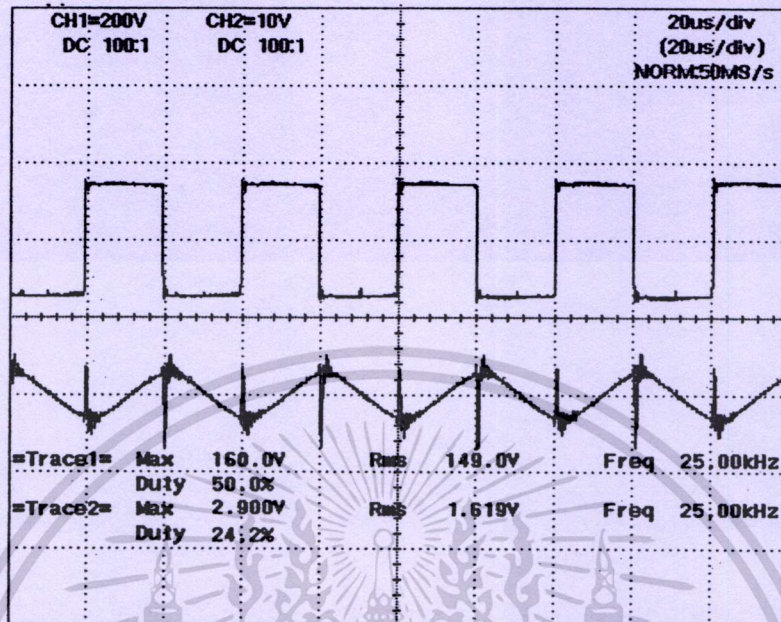 CH1=200V CH2=10V 20us/div
DC 100:1 DC 100:1 (20us/div)
NORM:50MS/s
=Trace1= Max 160.0V Rms 149.0V Freq 25.00kHz
Duty 50.0%
=Trace2= Max 2.900V Rms 1.619V Freq 25.00kHz
Duty 24.2%